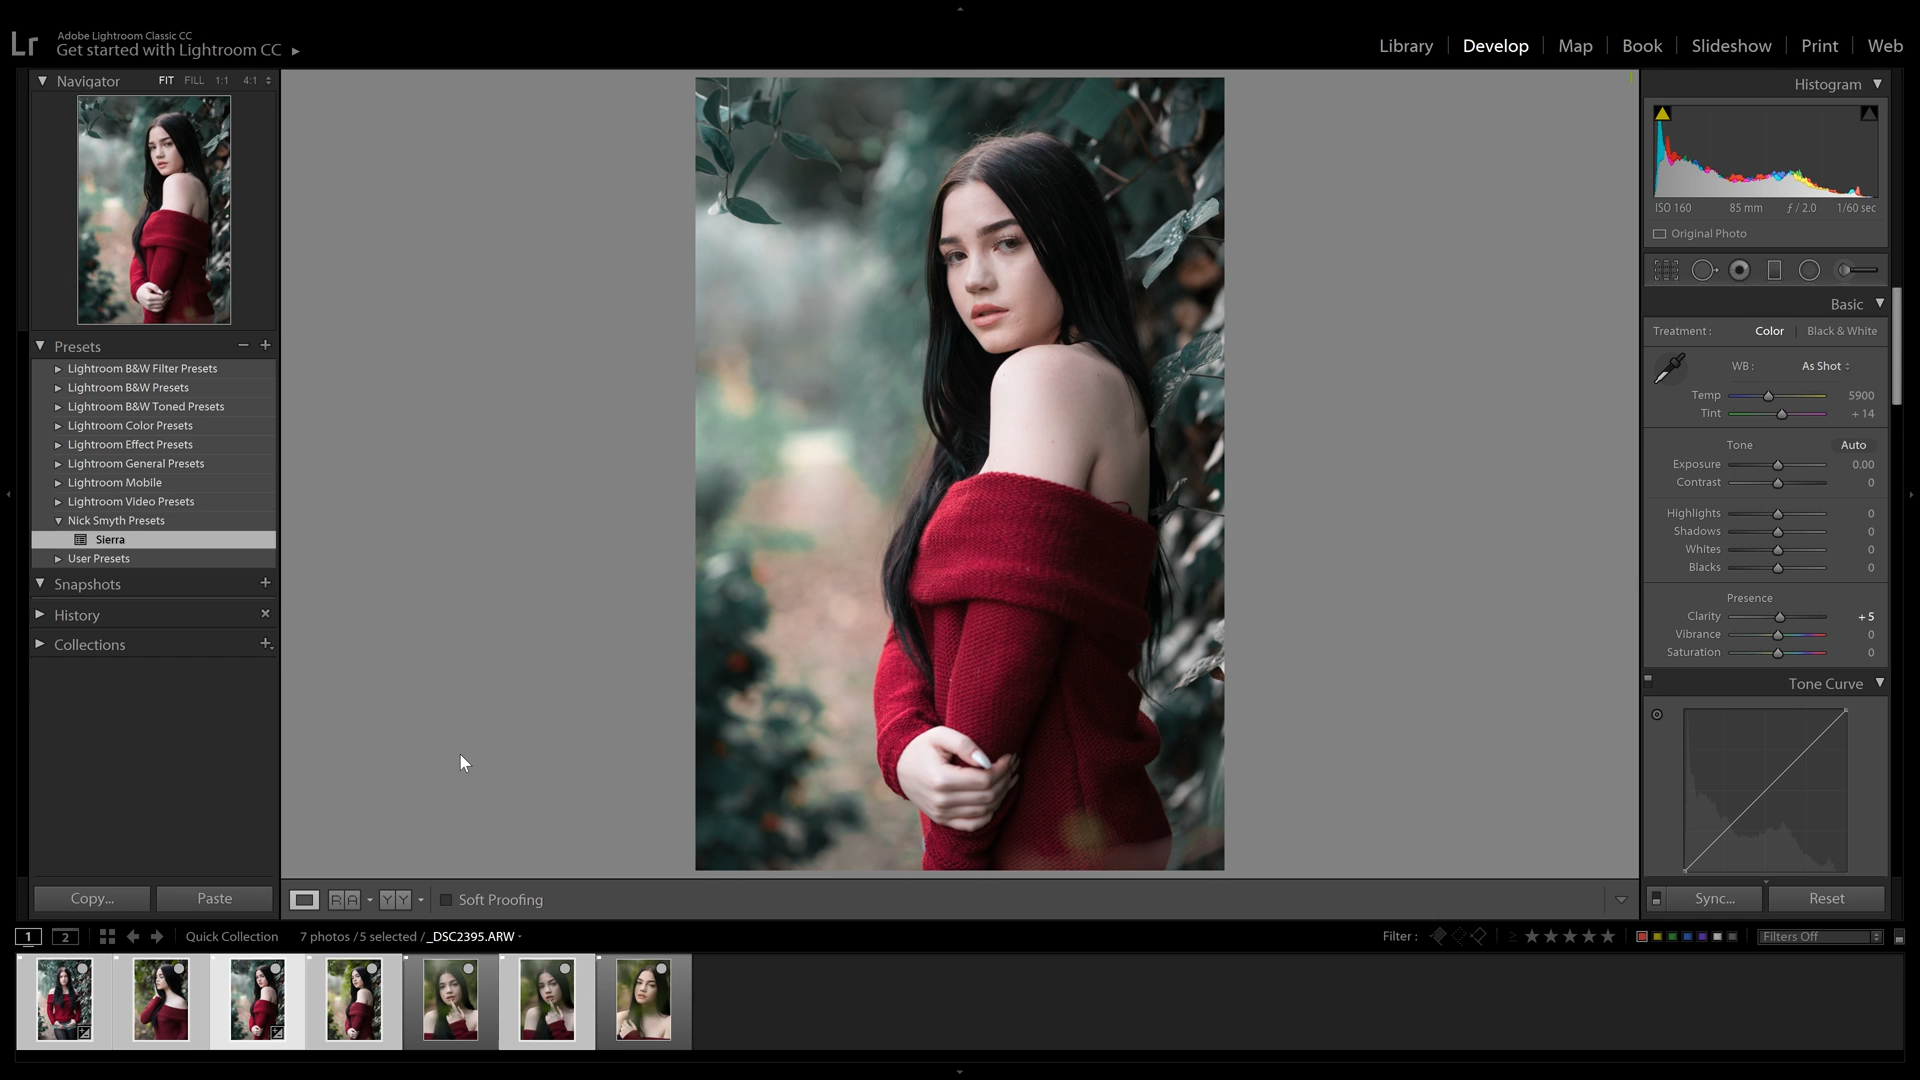 Lr
Adobe Lightroom Classic CC
Get started with Lightroom CC
Library Develop Map Book Slideshow Print Web
Navigator FIT FILL 1:1 4:1
Presets
Lightroom B&W Filter Presets
Lightroom B&W Presets
Lightroom B&W Toned Presets
Lightroom Color Presets
Lightroom Effect Presets
Lightroom General Presets
Lightroom Mobile
Lightroom Video Presets
Nick Smyth Presets
Sierra
User Presets
Snapshots
History
Collections
Copy... Paste
Histogram
ISO 160 85 mm ƒ / 2.0 1/60 sec
Original Photo
Basic
Treatment : Color Black & White
WB : As Shot
Temp 5900
Tint + 14
Tone Auto
Exposure 0.00
Contrast 0
Highlights 0
Shadows 0
Whites 0
Blacks 0
Presence
Clarity + 5
Vibrance 0
Saturation 0
Tone Curve
Sync... Reset
R A Y Y Soft Proofing
1 2 Quick Collection 7 photos / 5 selected / _DSC2395.ARW
Filter : Filters Off